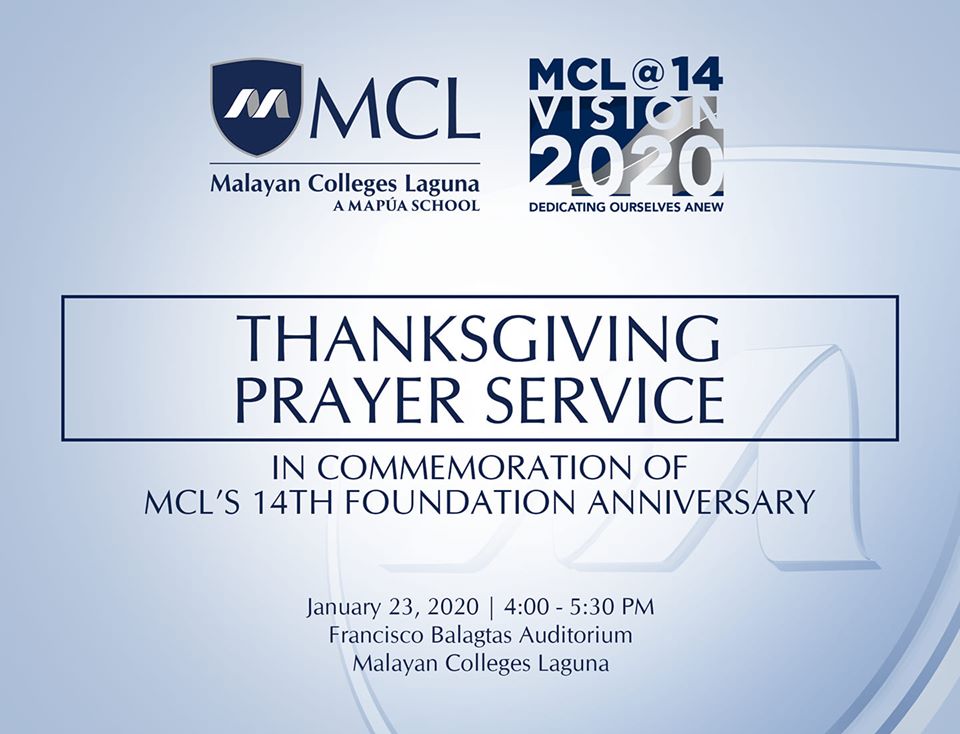 MCL
Malayan Colleges Laguna
A MAPÚA SCHOOL
MCL@14
VISION
2020
DEDICATING OURSELVES ANEW
THANKSGIVING
PRAYER SERVICE
IN COMMEMORATION OF
MCL'S 14TH FOUNDATION ANNIVERSARY
January 23, 2020 | 4:00 - 5:30 PM
Francisco Balagtas Auditorium
Malayan Colleges Laguna